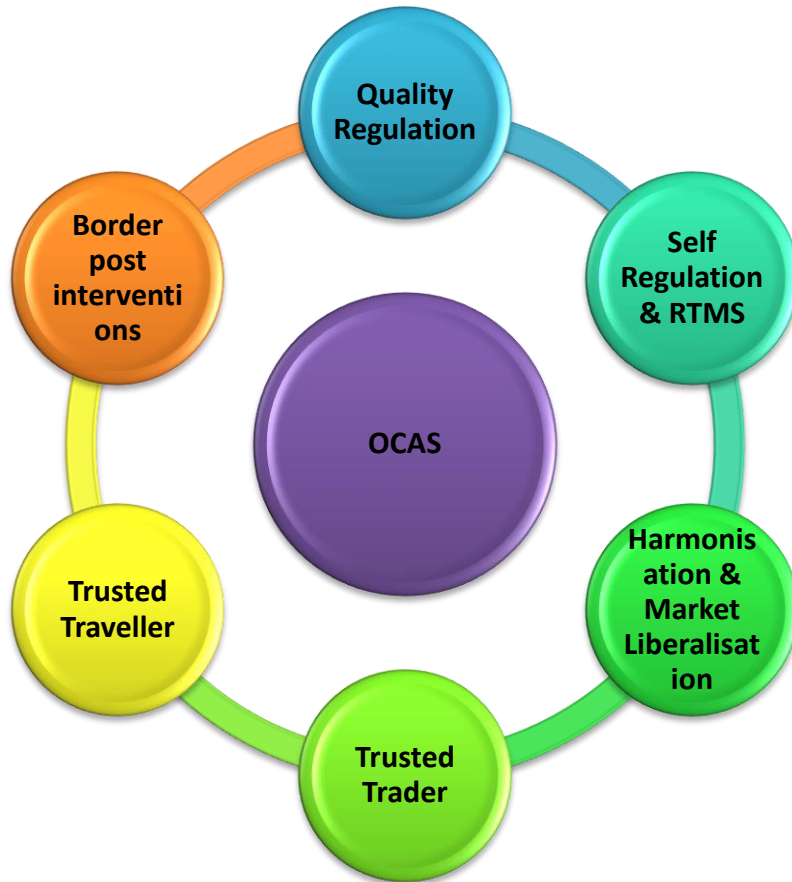 Quality
Regulation
Self
Regulation
& RTMS
Harmonis
ation &
Market
Liberalisat
ion
Trusted
Trader
Trusted
Traveller
Border
post
interventi
ons
OCAS